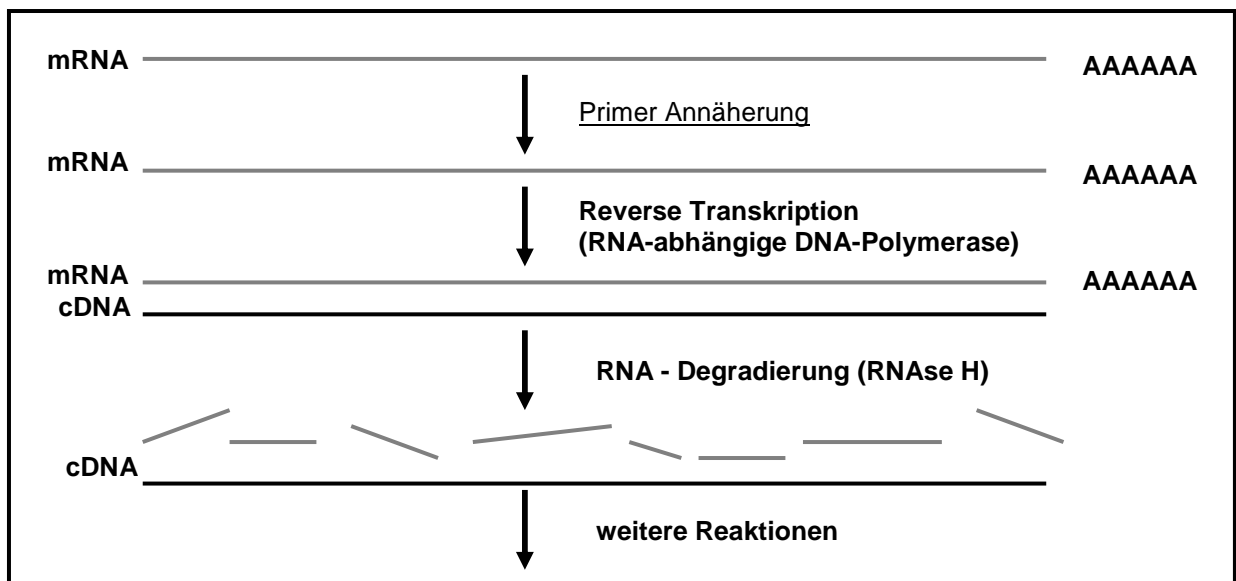 mRNA AAAAAA
Primer Annäherung
mRNA AAAAAA
Reverse Transkription
(RNA-abhängige DNA-Polymerase)
mRNA AAAAAA
cDNA
RNA - Degradierung (RNAse H)
cDNA
weitere Reaktionen